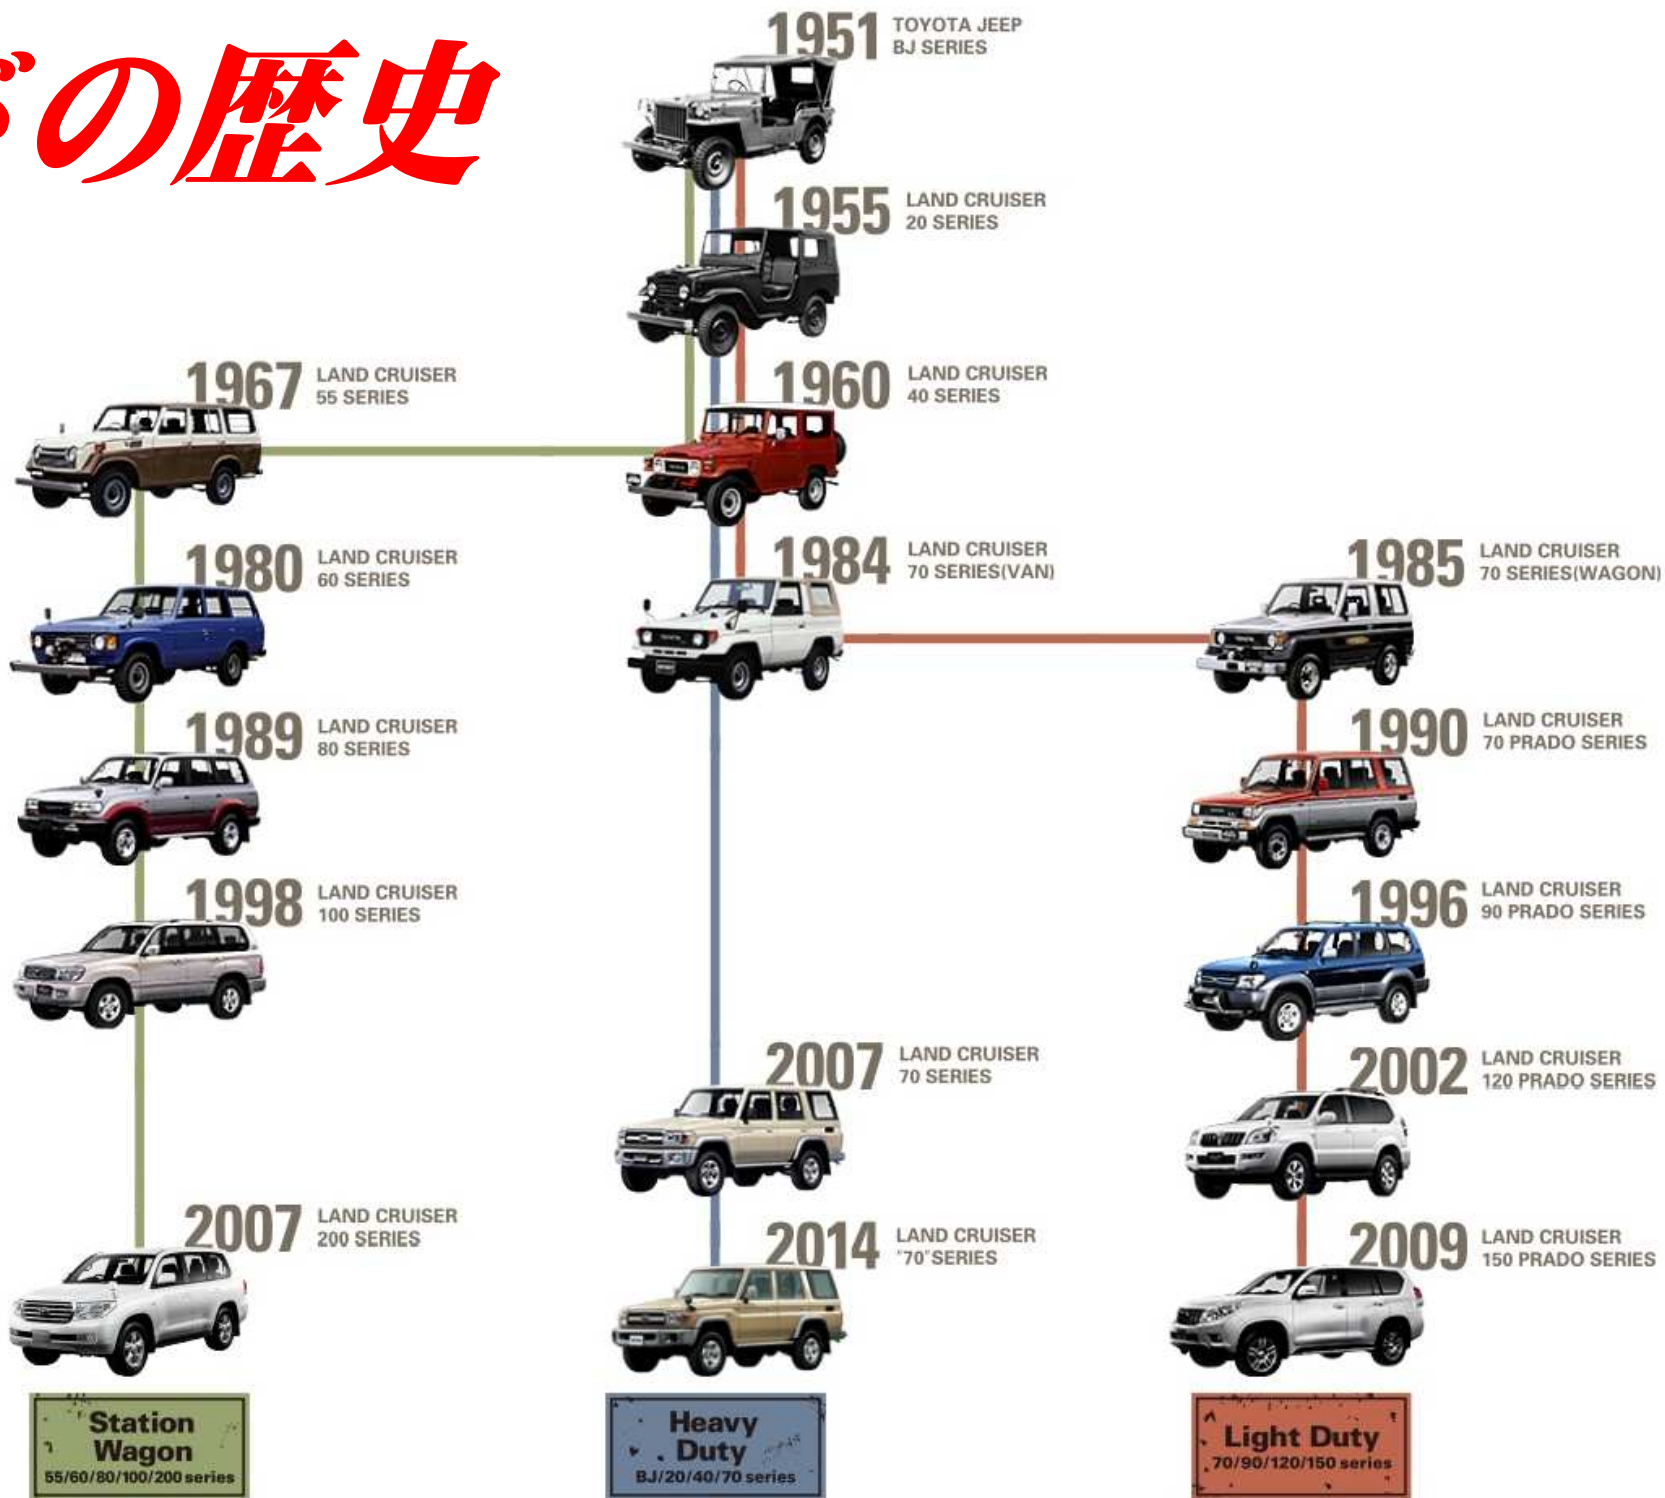 どの歴史
1951 TOYOTA JEEP
BJ SERIES
1955 LAND CRUISER
20 SERIES
1967 LAND CRUISER
55 SERIES
1960 LAND CRUISER
40 SERIES
1980 LAND CRUISER
60 SERIES
1984 LAND CRUISER
70 SERIES(VAN)
1985 LAND CRUISER
70 SERIES(WAGON)
1989 LAND CRUISER
80 SERIES
1990 LAND CRUISER
70 PRADO SERIES
1998 LAND CRUISER
100 SERIES
1996 LAND CRUISER
90 PRADO SERIES
2007 LAND CRUISER
70 SERIES
2002 LAND CRUISER
120 PRADO SERIES
2007 LAND CRUISER
200 SERIES
2014 LAND CRUISER
"70"SERIES
2009 LAND CRUISER
150 PRADO SERIES
Station
Wagon
55/60/80/100/200 series
Heavy
Duty
BJ/20/40/70 series
Light Duty
70/90/120/150 series